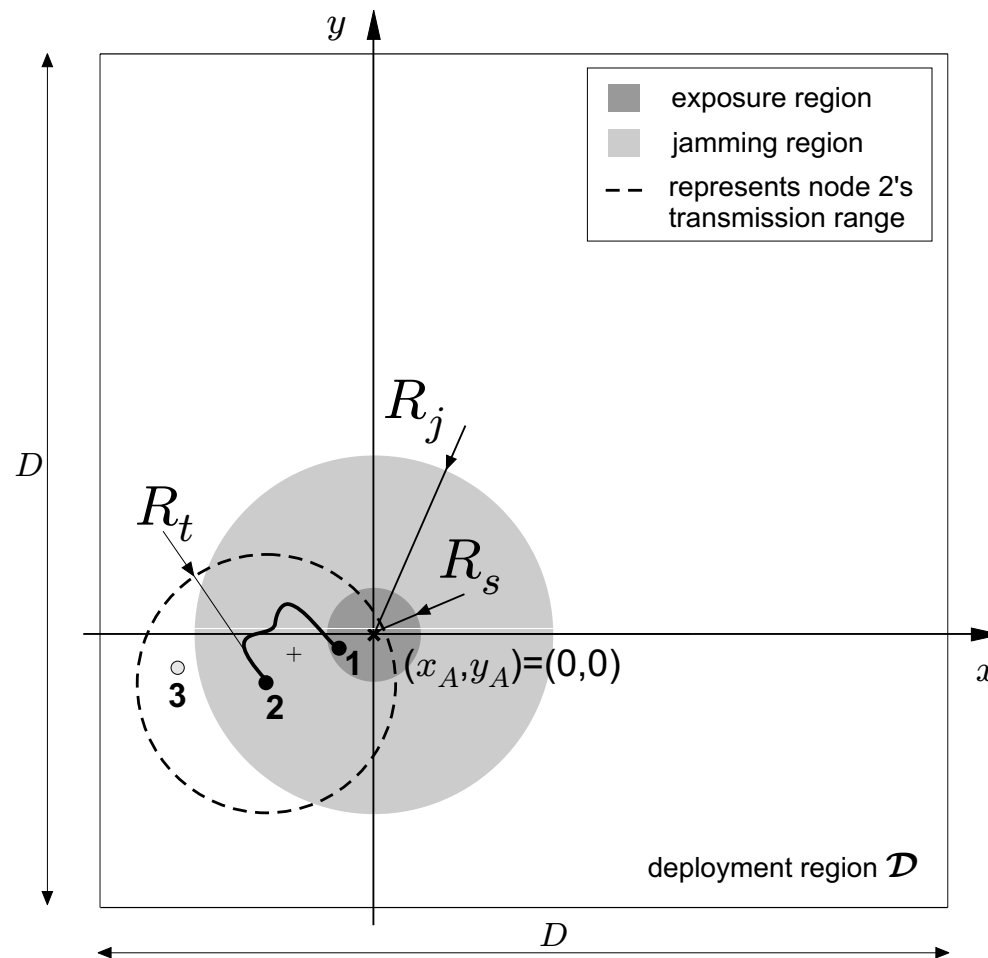 y
exposure region
jamming region
represents node 2's
transmission range
R_j
D
R_t
R_s
1
(x_A,y_A)=(0,0)
x
3
2
deployment region 𝓓
D